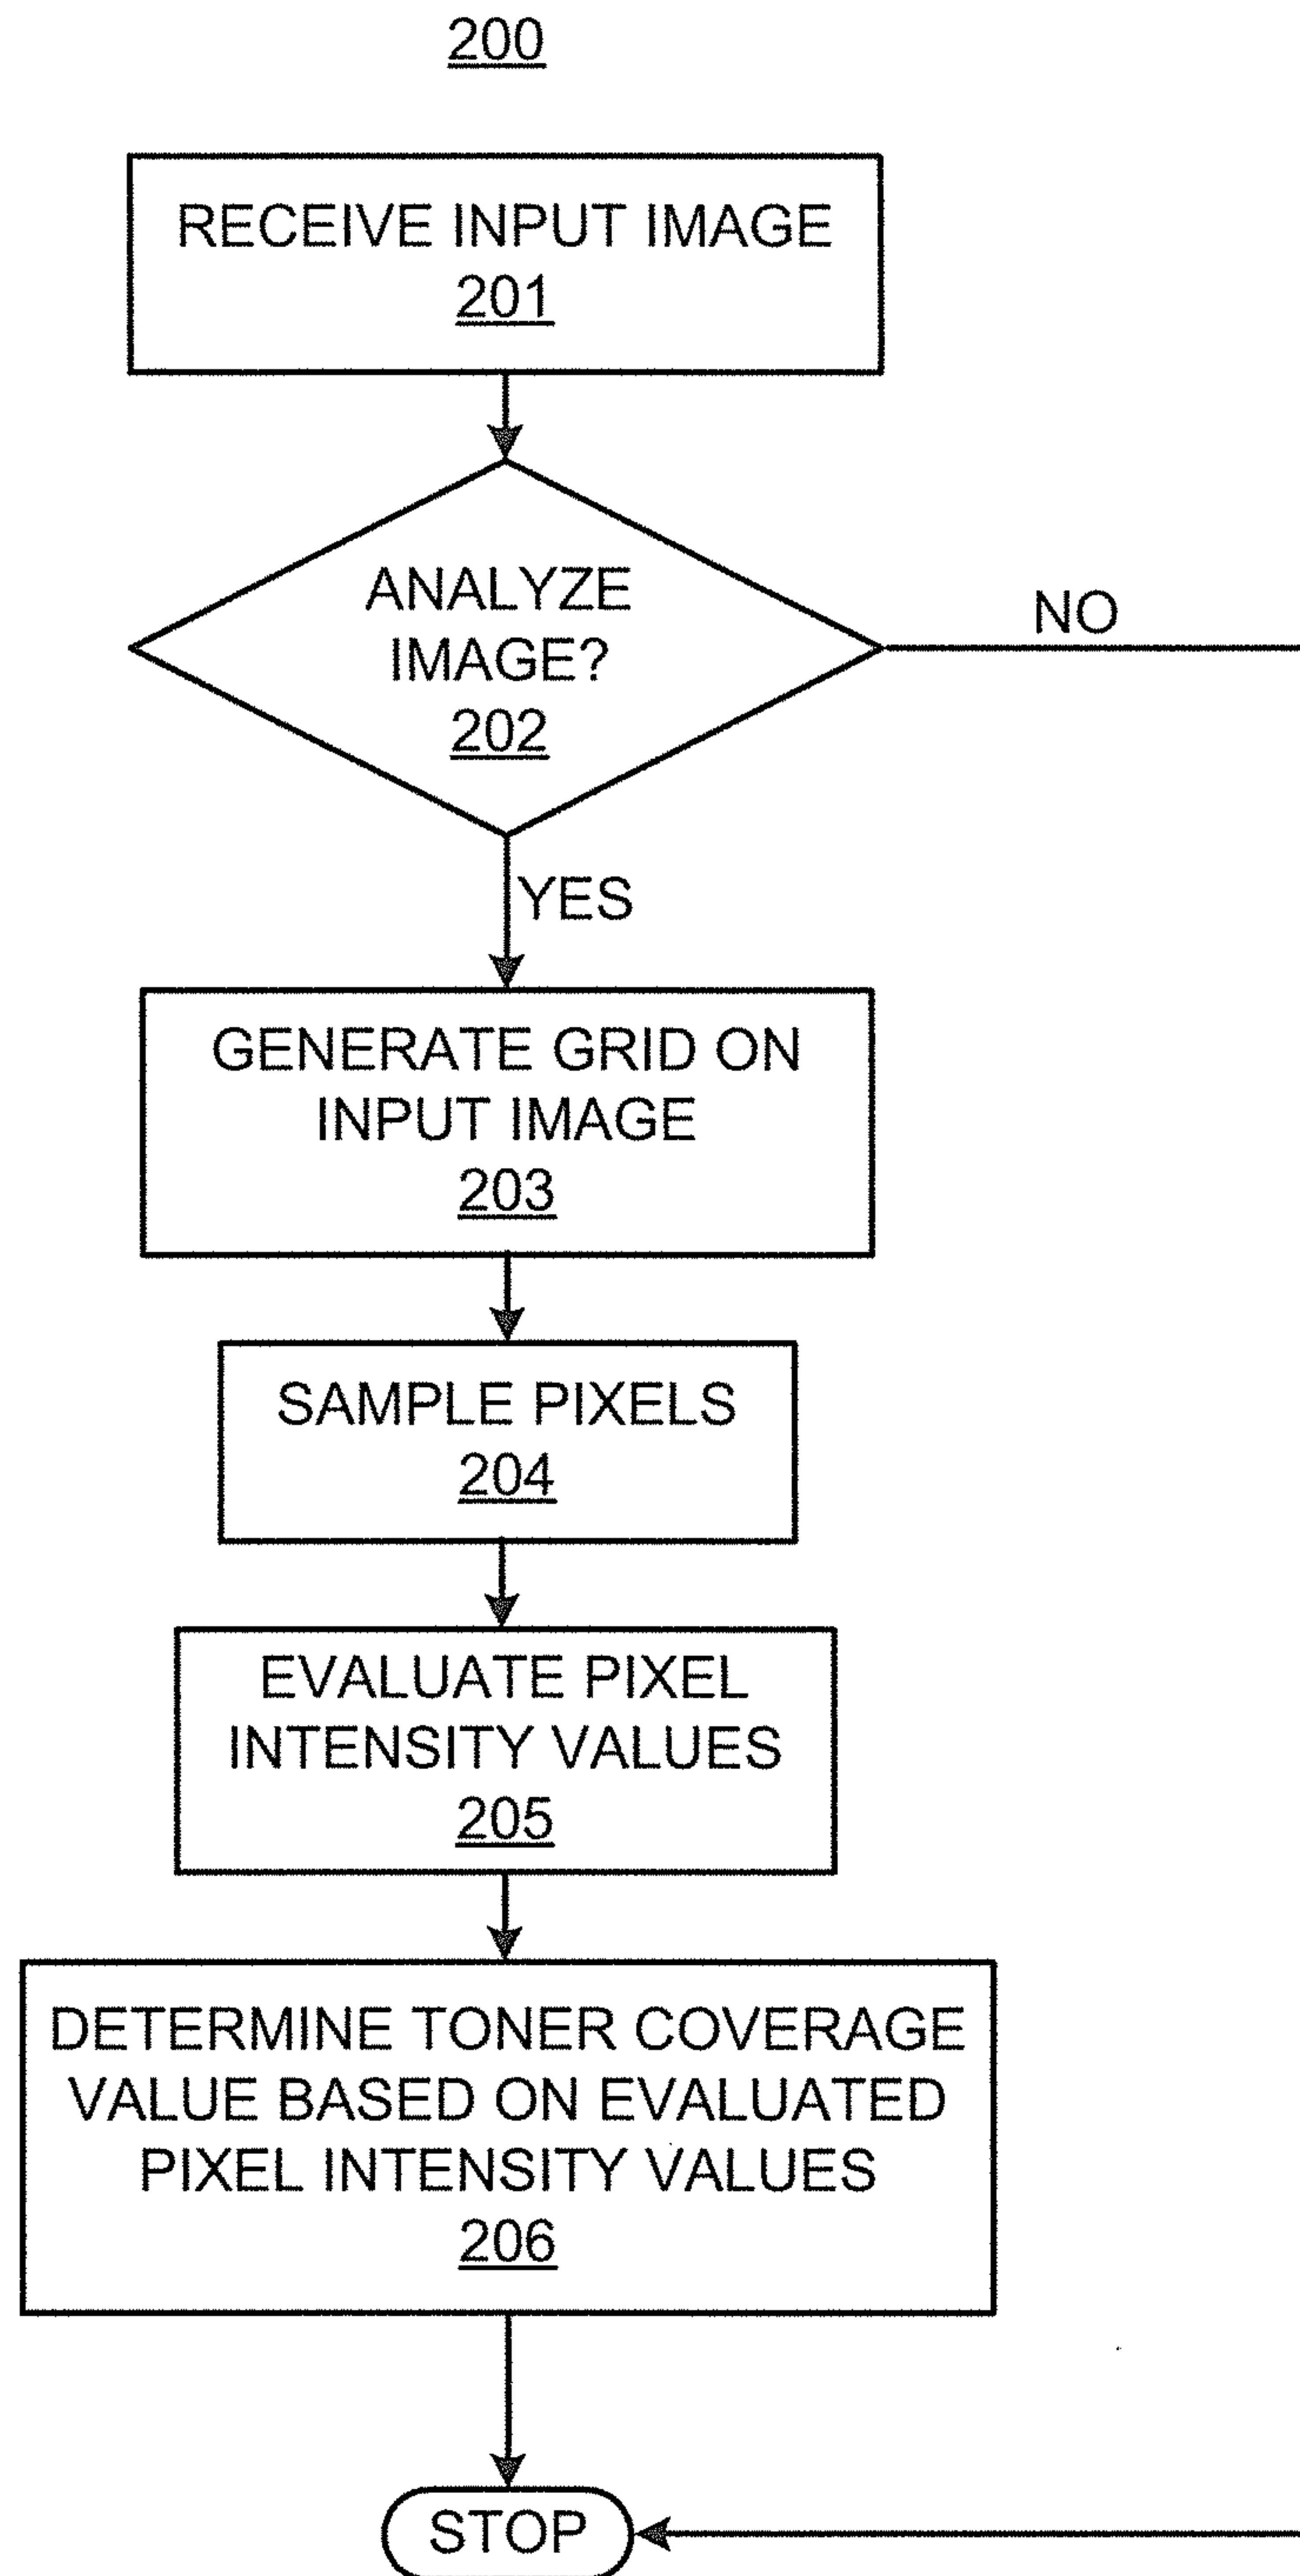 200
RECEIVE INPUT IMAGE
201
ANALYZE
IMAGE?
202
NO
YES
GENERATE GRID ON
INPUT IMAGE
203
SAMPLE PIXELS
204
EVALUATE PIXEL
INTENSITY VALUES
205
DETERMINE TONER COVERAGE
VALUE BASED ON EVALUATED
PIXEL INTENSITY VALUES
206
STOP